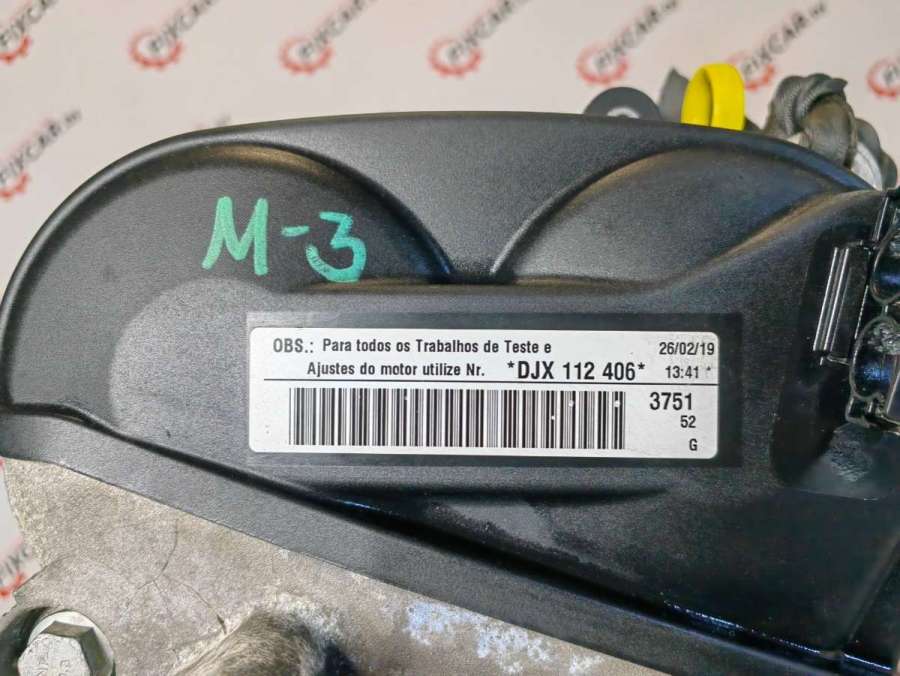 M-3
OBS.: Para todos os Trabalhos de Teste e 26/02/19
Ajustes do motor utilize Nr. *DJX 112 406* 13:41 *
3751
52
G